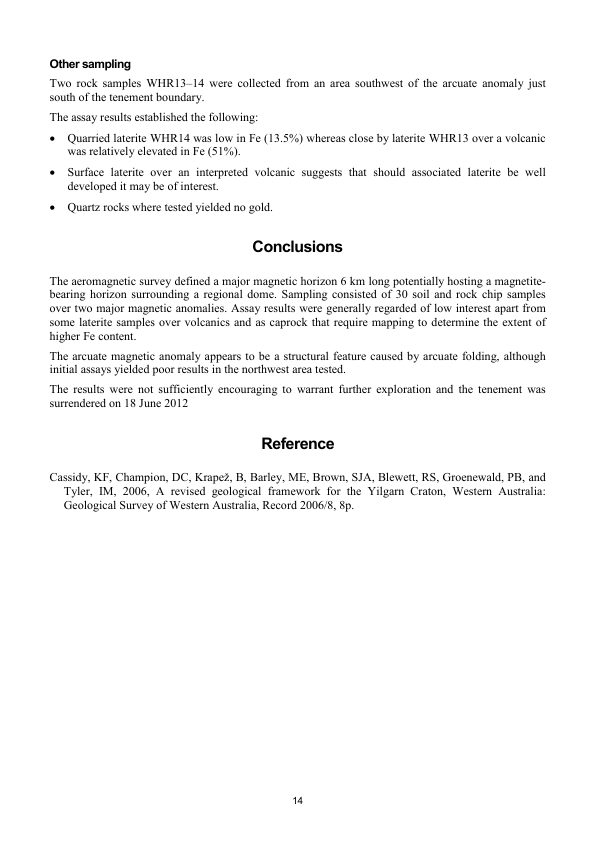 Other sampling
Two rock samples WHR13–14 were collected from an area southwest of the arcuate anomaly just
south of the tenement boundary.
The assay results established the following:
• Quarried laterite WHR14 was low in Fe (13.5%) whereas close by laterite WHR13 over a volcanic
was relatively elevated in Fe (51%).
• Surface laterite over an interpreted volcanic suggests that should associated laterite be well
developed it may be of interest.
• Quartz rocks where tested yielded no gold.
Conclusions
The aeromagnetic survey defined a major magnetic horizon 6 km long potentially hosting a magnetite-
bearing horizon surrounding a regional dome. Sampling consisted of 30 soil and rock chip samples
over two major magnetic anomalies. Assay results were generally regarded of low interest apart from
some laterite samples over volcanics and as caprock that require mapping to determine the extent of
higher Fe content.
The arcuate magnetic anomaly appears to be a structural feature caused by arcuate folding, although
initial assays yielded poor results in the northwest area tested.
The results were not sufficiently encouraging to warrant further exploration and the tenement was
surrendered on 18 June 2012
Reference
Cassidy, KF, Champion, DC, Krapež, B, Barley, ME, Brown, SJA, Blewett, RS, Groenewald, PB, and
Tyler, IM, 2006, A revised geological framework for the Yilgarn Craton, Western Australia:
Geological Survey of Western Australia, Record 2006/8, 8p.
14